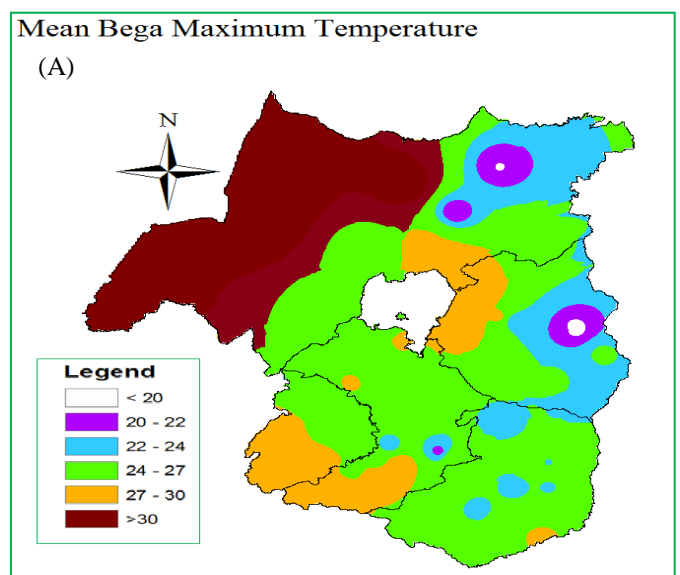 Mean Bega Maximum Temperature
(A)
N
Legend
< 20
20 - 22
22 - 24
24 - 27
27 - 30
>30